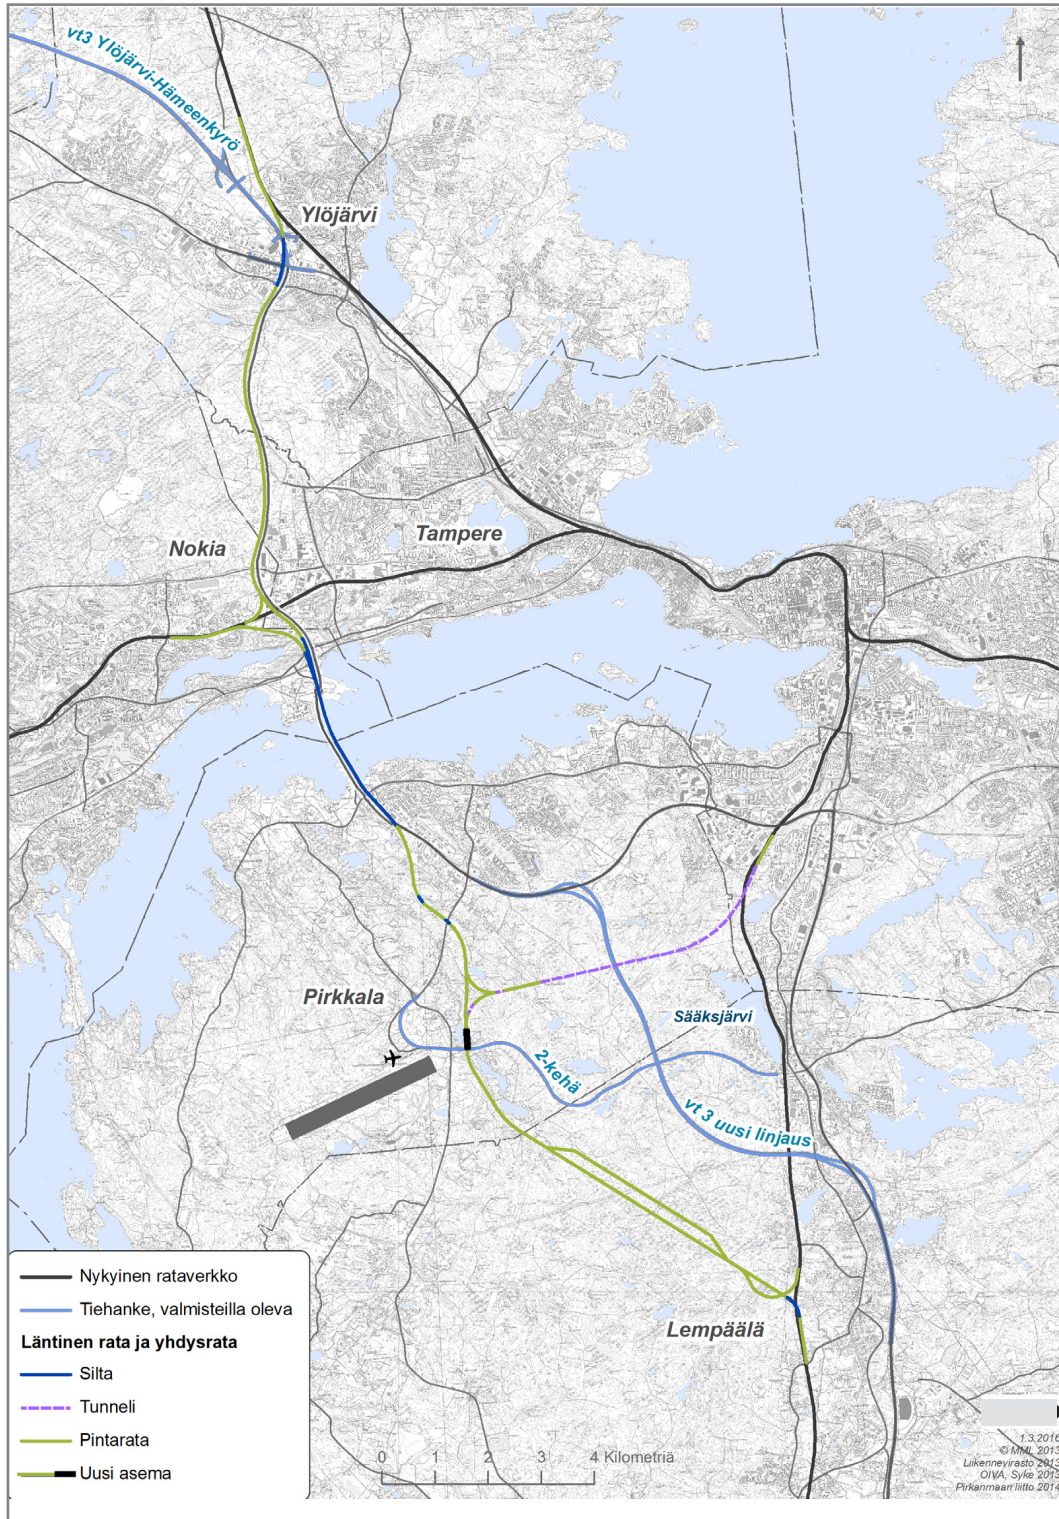 vt3 Ylöjärvi-Hämeenkyrö
Ylöjärvi
Tampere
Nokia
Pirkkala
Sääksjärvi
2-kehä
vt 3 uusi linjaus
Lempäälä
Nykyinen rataverkko
Tiehanke, valmisteilla oleva
Läntinen rata ja yhdysrata
Silta
Tunneli
Pintarata
Uusi asema
0 1 2 3 4 Kilometriä
1.3.2016
© MML 2013
Liikennevirasto 2013
OIVA, Syke 2013
Pirkanmaan liitto 2014